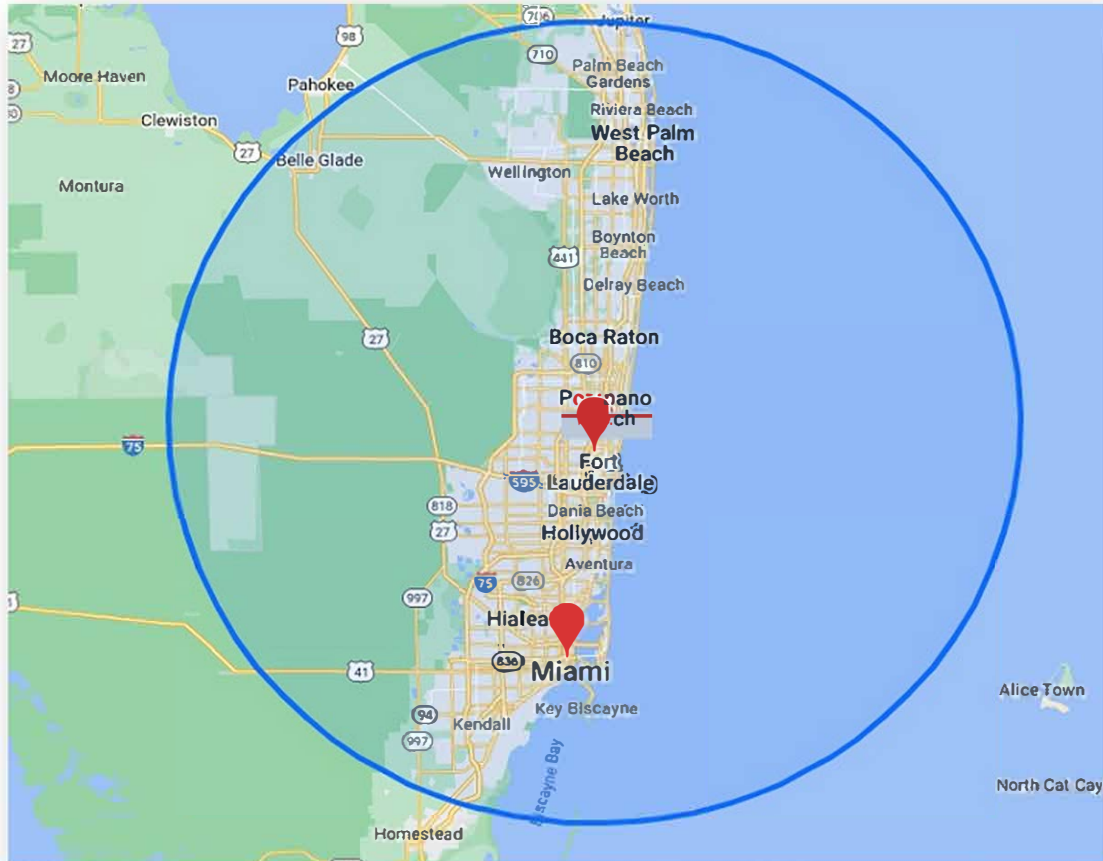 706
Jupiter
27
98
710
Palm Beach
Gardens
Moore Haven
Pahokee
Riviera Beach
Clewiston
West Palm
Beach
27
Belle Glade
Wellington
Montura
Lake Worth
Boynton
Beach
441
Delray Beach
27
Boca Raton
810
75
Fort
Lauderdale
595
818
Dania Beach
27
Hollywood
Aventura
75
826
997
836
Miami
41
Alice Town
94
Key Biscayne
Kendall
997
North Cat Cay
Homestead